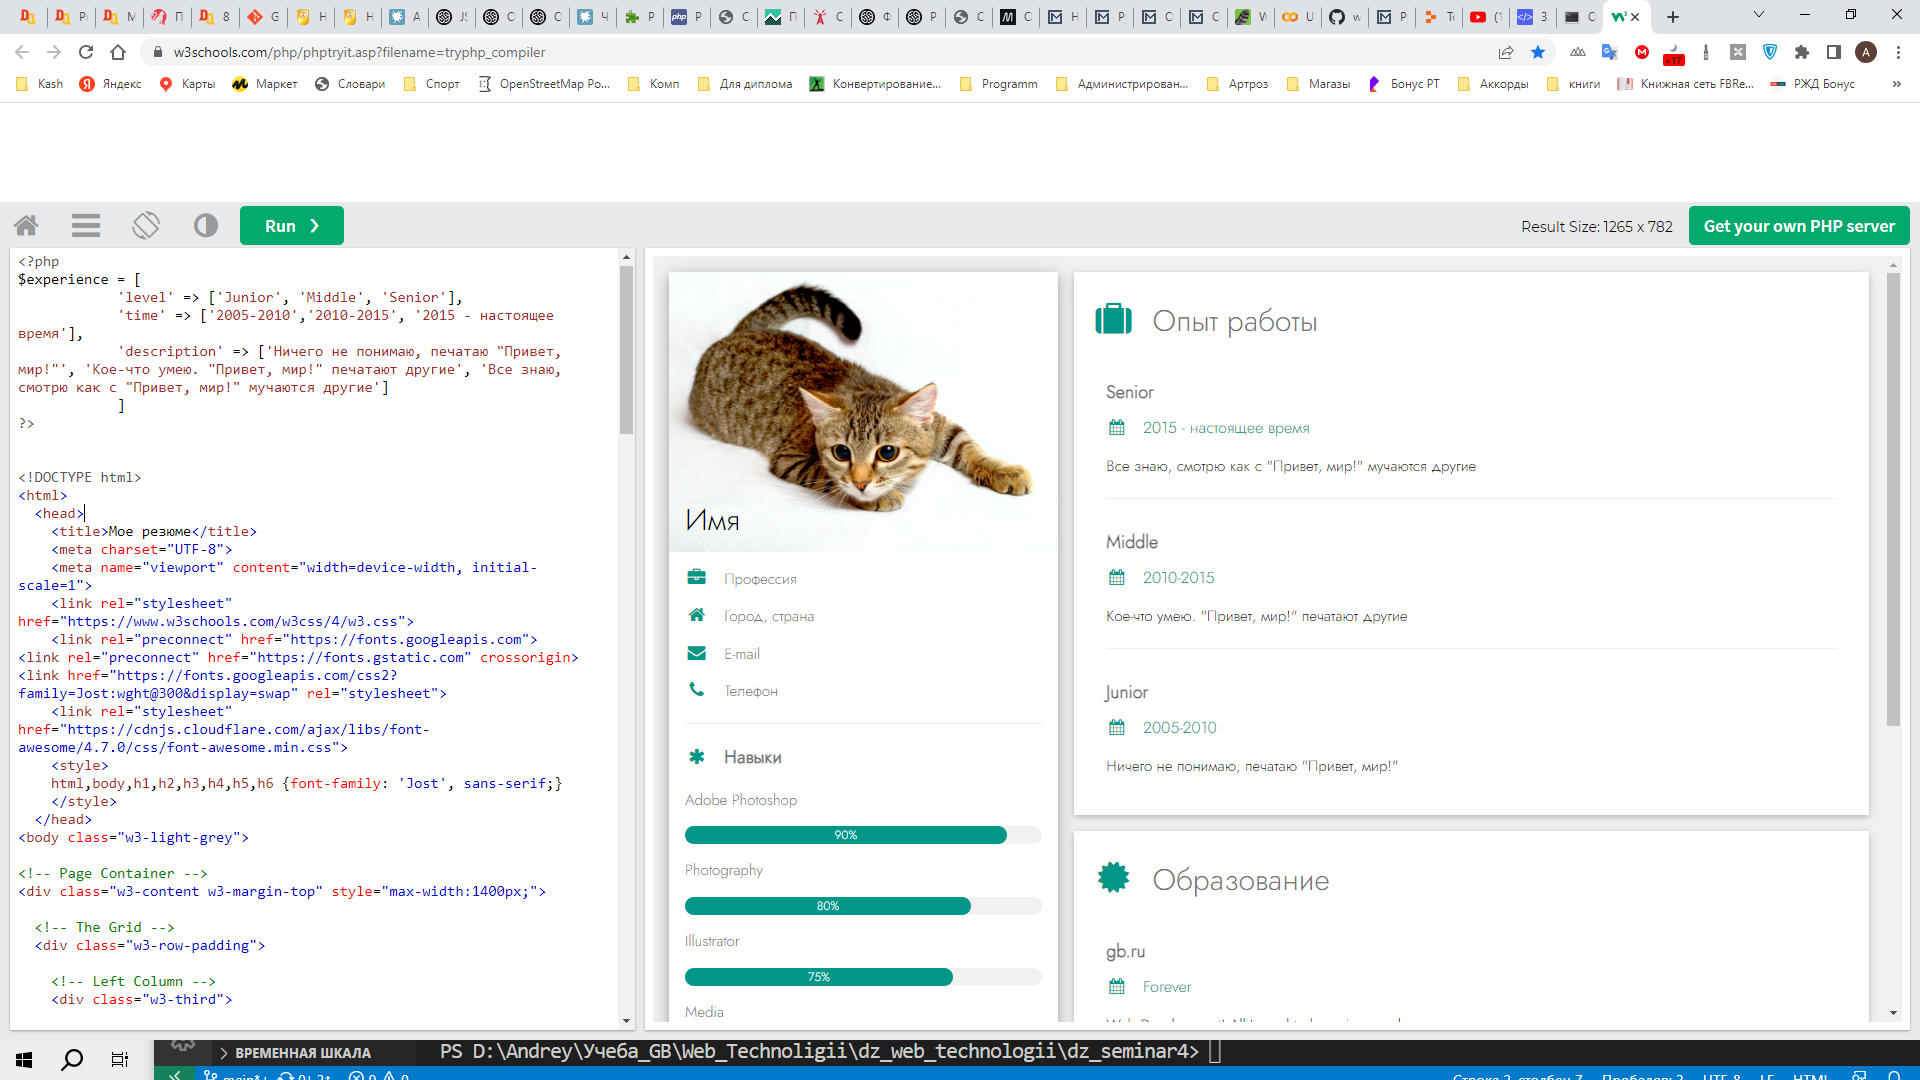 w3schools.com/php/phptryit.asp?filename=tryphp_compiler
Kash
Яндекс
Карты
Маркет
Словари
Спорт
OpenStreetMap Po...
Комп
Для диплома
Конвертирование...
Programm
Администрирован...
Артроз
Магазы
Бонус РТ
Аккорды
книги
Книжная сеть FBRe...
РЖД Бонус
»
Run ❯
Result Size: 1265 x 782
Get your own PHP server
<?php
$experience = [
'level' => ['Junior', 'Middle', 'Senior'],
'time' => ['2005-2010','2010-2015', '2015 - настоящее
время'],
'description' => ['Ничего не понимаю, печатаю "Привет,
мир!"', 'Кое-что умею. "Привет, мир!" печатают другие', 'Все знаю,
смотрю как с "Привет, мир!" мучаются другие']
]
?>
<!DOCTYPE html>
<html>
<head>
<title>Мое резюме</title>
<meta charset="UTF-8">
<meta name="viewport" content="width=device-width, initial-
scale=1">
<link rel="stylesheet"
href="https://www.w3schools.com/w3css/4/w3.css">
<link rel="preconnect" href="https://fonts.googleapis.com">
<link rel="preconnect" href="https://fonts.gstatic.com" crossorigin>
<link href="https://fonts.googleapis.com/css2?
family=Jost:wght@300&display=swap" rel="stylesheet">
<link rel="stylesheet"
href="https://cdnjs.cloudflare.com/ajax/libs/font-
awesome/4.7.0/css/font-awesome.min.css">
<style>
html,body,h1,h2,h3,h4,h5,h6 {font-family: 'Jost', sans-serif;}
</style>
</head>
<body class="w3-light-grey">
<!-- Page Container -->
<div class="w3-content w3-margin-top" style="max-width:1400px;">
<!-- The Grid -->
<div class="w3-row-padding">
<!-- Left Column -->
<div class="w3-third">
Имя
Профессия
Город, страна
E-mail
Телефон
Навыки
Adobe Photoshop
90%
Photography
80%
Illustrator
75%
Media
Опыт работы
Senior
2015 - настоящее время
Все знаю, смотрю как с "Привет, мир!" мучаются другие
Middle
2010-2015
Кое-что умею. "Привет, мир!" печатают другие
Junior
2005-2010
Ничего не понимаю, печатаю "Привет, мир!"
Образование
gb.ru
Forever
ВРЕМЕННАЯ ШКАЛА
PS D:\Andrey\Учеба_GB\Web_Technoligii\dz_web_technologii\dz_seminar4>